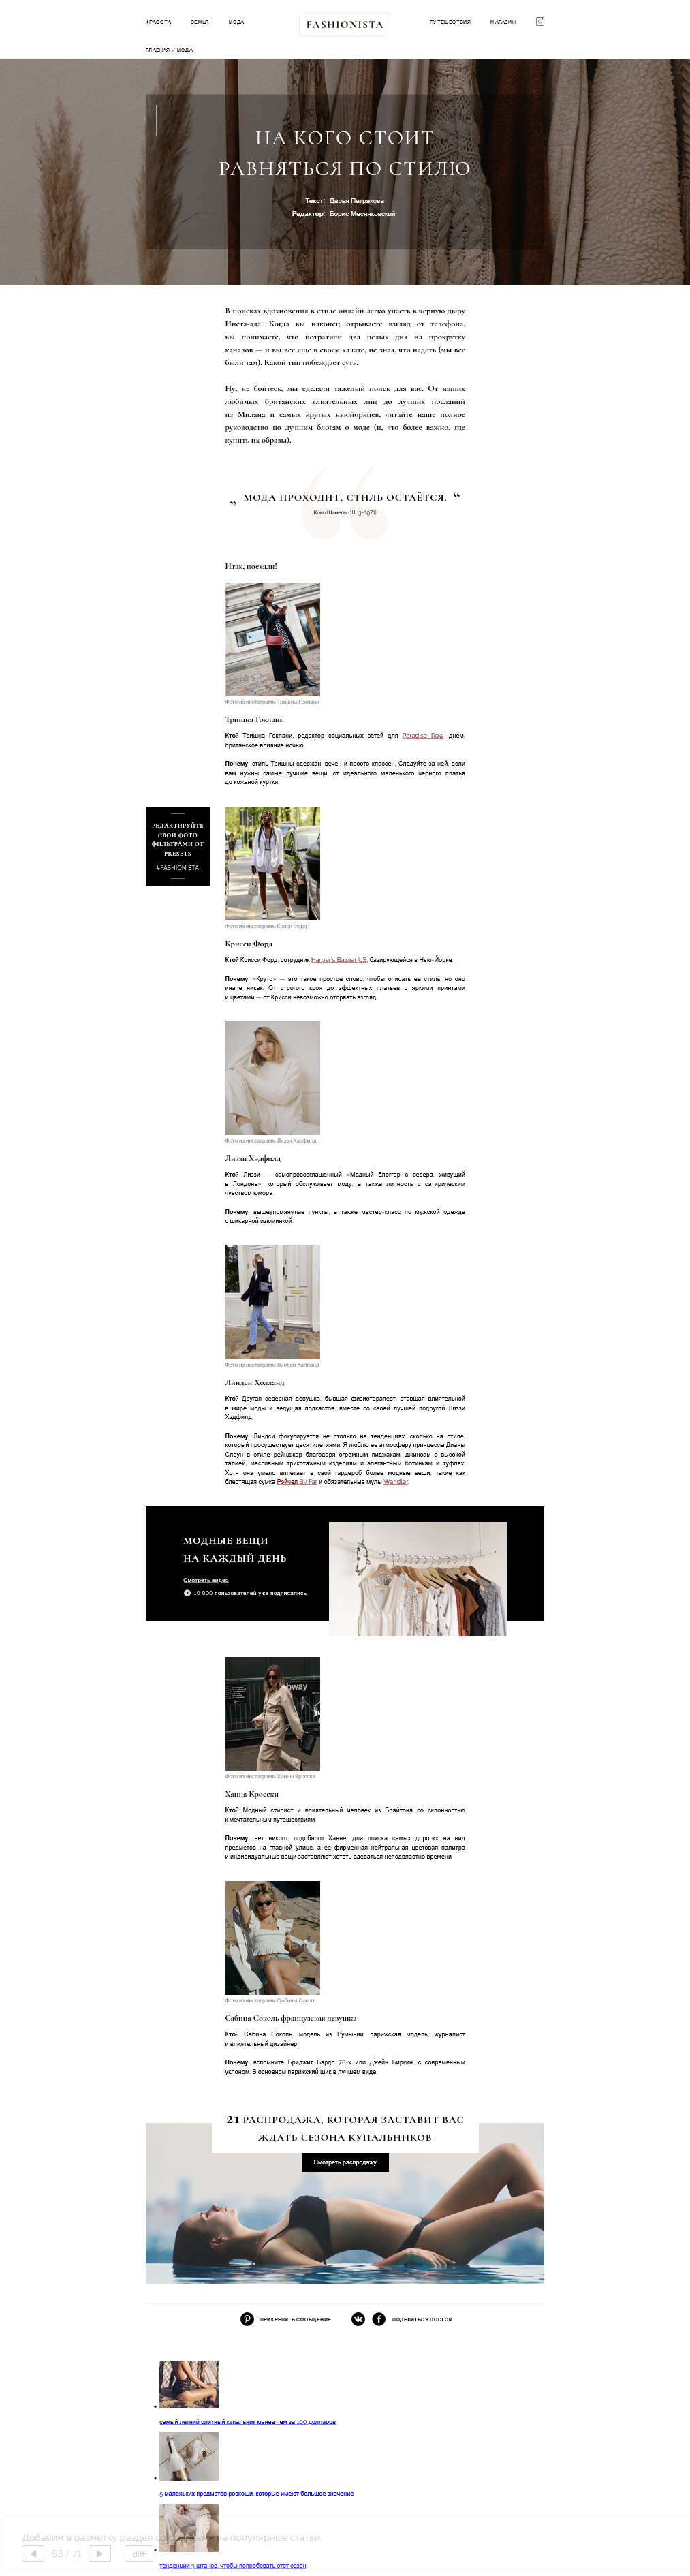 КРАСОТА
СЕМЬЯ
МОДА
FASHIONISTA
ПУТЕШЕСТВИЯ
МАГАЗИН
ГЛАВНАЯ / МОДА
НА КОГО СТОИТ
РАВНЯТЬСЯ ПО СТИЛЮ
Текст: Дарья Петракова
Редактор: Борис Месняковский
В поисках вдохновения в стиле онлайн легко упасть в черную дыру
Инста-ада. Когда вы наконец отрываете взгляд от телефона,
вы понимаете, что потратили два целых дня на прокрутку
каналов — и вы все еще в своем халате, не зная, что надеть (мы все
были там). Какой тип побеждает суть.
Ну, не бойтесь, мы сделали тяжелый поиск для вас. От наших
любимых британских влиятельных лиц до лучших посланий
из Милана и самых крутых ньюйоркцев, читайте наше полное
руководство по лучшим блогам о моде (и, что более важно, где
купить их образы).
„ МОДА ПРОХОДИТ, СТИЛЬ ОСТАЁТСЯ. “
Коко Шанель (1883–1971)
Итак, поехали!
Фото из инстаграмм Тришны Гоклани
Тришна Гоклани
Кто? Тришна Гоклани, редактор социальных сетей для Paradise Row днем,
британское влияние ночью.
Почему: стиль Тришны сдержан, вечен и просто классен. Следуйте за ней, если
вам нужны самые лучшие вещи, от идеального маленького черного платья
до кожаной куртки.
РЕДАКТИРУЙТЕ
СВОИ ФОТО
ФИЛЬТРАМИ ОТ
PRESETS
#FASHIONISTA
Фото из инстаграмм Криси Форд
Крисси Форд
Кто? Крисси Форд, сотрудник Harper's Bazaar US, базирующейся в Нью-Йорке.
Почему: «Круто» — это такое простое слово, чтобы описать ее стиль, но оно
иначе никак. От строгого кроя до эффектных платьев с яркими принтами
и цветами — от Крисси невозможно оторвать взгляд.
Фото из инстаграмм Лиззи Хэдфилд
Лиззи Хэдфилд
Кто? Лиззи — самопровозглашенный «Модный блоггер с севера, живущий
в Лондоне», который обслуживает моду, а также личность с сатирическим
чувством юмора.
Почему: вышеупомянутые пункты, а также мастер-класс по мужской одежде
с шикарной изюминкой.
Фото из инстаграмм Линдси Холланд
Линдси Холланд
Кто? Другая северная девушка, бывшая физиотерапевт, ставшая влиятельной
в мире моды и ведущая подкастов, вместе со своей лучшей подругой Лиззи
Хэдфилд.
Почему: Линдси фокусируется не столько на тенденциях, сколько на стиле,
который просуществует десятилетиями. Я люблю ее атмосферу принцессы Дианы
Слоун в стиле рейнджер благодаря огромным пиджакам, джинсам с высокой
талией, массивным трикотажным изделиям и элегантным ботинкам и туфлях.
Хотя она умело вплетает в свой гардероб более модные вещи, такие как
блестящая сумка Рэйчел By Far и обязательные мулы Wandler.
МОДНЫЕ ВЕЩИ
НА КАЖДЫЙ ДЕНЬ
Смотреть видео
10 000 пользователей уже подписались
Фото из инстаграмм Ханны Кросски
Ханна Кросски
Кто? Модный стилист и влиятельный человек из Брайтона со склонностью
к мечтательным путешествиям.
Почему: нет никого, подобного Ханне, для поиска самых дорогих на вид
предметов на главной улице, а ее фирменная нейтральная цветовая палитра
и индивидуальные вещи заставляют хотеть одеваться неподвластно времени.
Фото из инстаграмм Сабины Сокол
Сабина Соколь французская девушка
Кто? Сабина Соколь, модель из Румынии, парижская модель, журналист
и влиятельный дизайнер.
Почему: вспомните Бриджит Бардо 70-х или Джейн Биркин, с современным
уклоном. В основном парижский шик в лучшем виде.
21 РАСПРОДАЖА, КОТОРАЯ ЗАСТАВИТ ВАС
ЖДАТЬ СЕЗОНА КУПАЛЬНИКОВ
Смотреть распродажу
ПРИКРЕПИТЬ СООБЩЕНИЕ
ПОДЕЛИТЬСЯ ПОСТОМ
самый летний слитный купальник менее чем за 100 долларов
5 маленьких предметов роскоши, которые имеют большое значение
Добавим в разметку раздел со ссылками на популярные статьи.
63 / 71
diff
тенденции 3 штанов, чтобы попробовать этот сезон